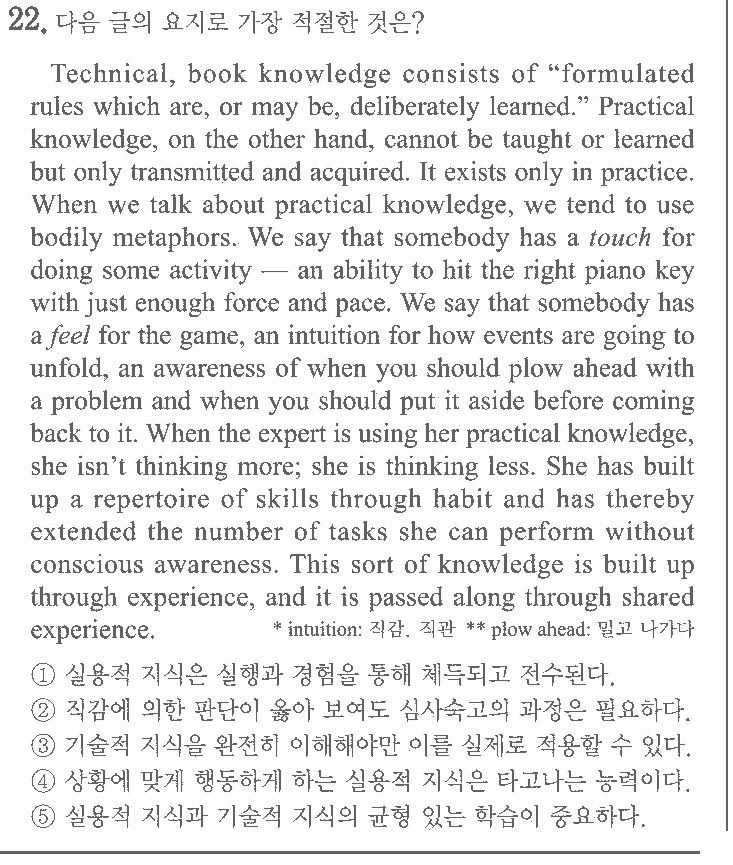 22. 다음 글의 요지로 가장 적절한 것은?
Technical, book knowledge consists of “formulated
rules which are, or may be, deliberately learned.” Practical
knowledge, on the other hand, cannot be taught or learned
but only transmitted and acquired. It exists only in practice.
When we talk about practical knowledge, we tend to use
bodily metaphors. We say that somebody has a touch for
doing some activity — an ability to hit the right piano key
with just enough force and pace. We say that somebody has
a feel for the game, an intuition for how events are going to
unfold, an awareness of when you should plow ahead with
a problem and when you should put it aside before coming
back to it. When the expert is using her practical knowledge,
she isn’t thinking more; she is thinking less. She has built
up a repertoire of skills through habit and has thereby
extended the number of tasks she can perform without
conscious awareness. This sort of knowledge is built up
through experience, and it is passed along through shared
experience. * intuition: 직감, 직관 ** plow ahead: 밀고 나가다
① 실용적 지식은 실행과 경험을 통해 체득되고 전수된다.
② 직감에 의한 판단이 옳아 보여도 심사숙고의 과정은 필요하다.
③ 기술적 지식을 완전히 이해해야만 이를 실제로 적용할 수 있다.
④ 상황에 맞게 행동하게 하는 실용적 지식은 타고나는 능력이다.
⑤ 실용적 지식과 기술적 지식의 균형 있는 학습이 중요하다.